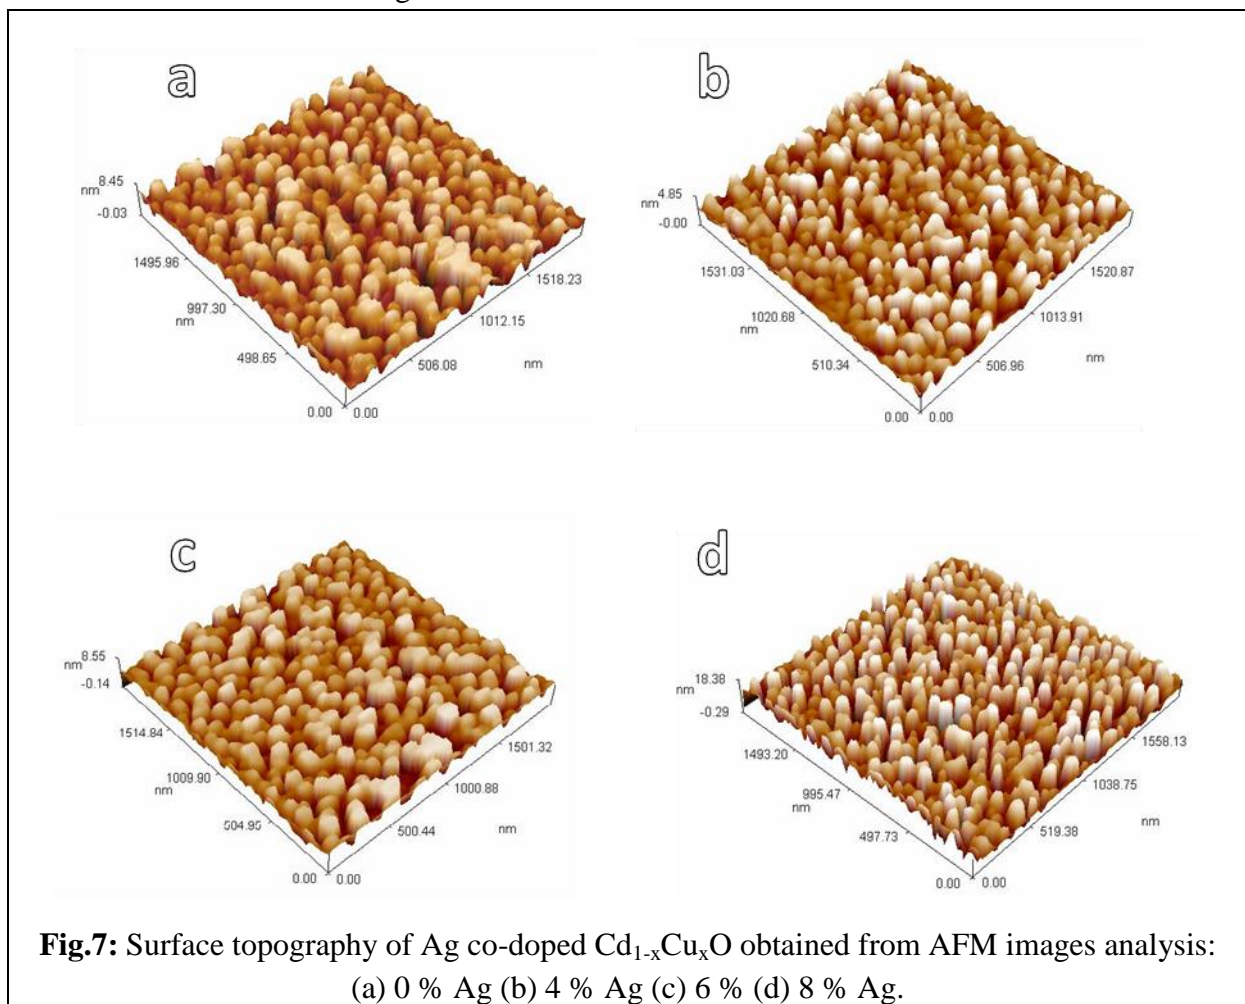 a
8.45
nm
-0.03
1495.96
997.30
nm
498.65
0.00
0.00
506.08
1012.15
1518.23
nm
b
4.85
nm
-0.00
1531.03
1020.68
nm
510.34
0.00
0.00
506.96
1013.91
1520.87
nm
c
nm 8.55
-0.14
1514.84
1009.90
nm
504.95
0.00
0.00
500.44
1000.88
1501.32
nm
d
18.38
nm
-0.29
1493.20
995.47
nm
497.73
0.00
0.00
519.38
1038.75
1558.13
nm
Fig.7: Surface topography of Ag co-doped Cd1-xCuxO obtained from AFM images analysis:
(a) 0 % Ag (b) 4 % Ag (c) 6 % (d) 8 % Ag.